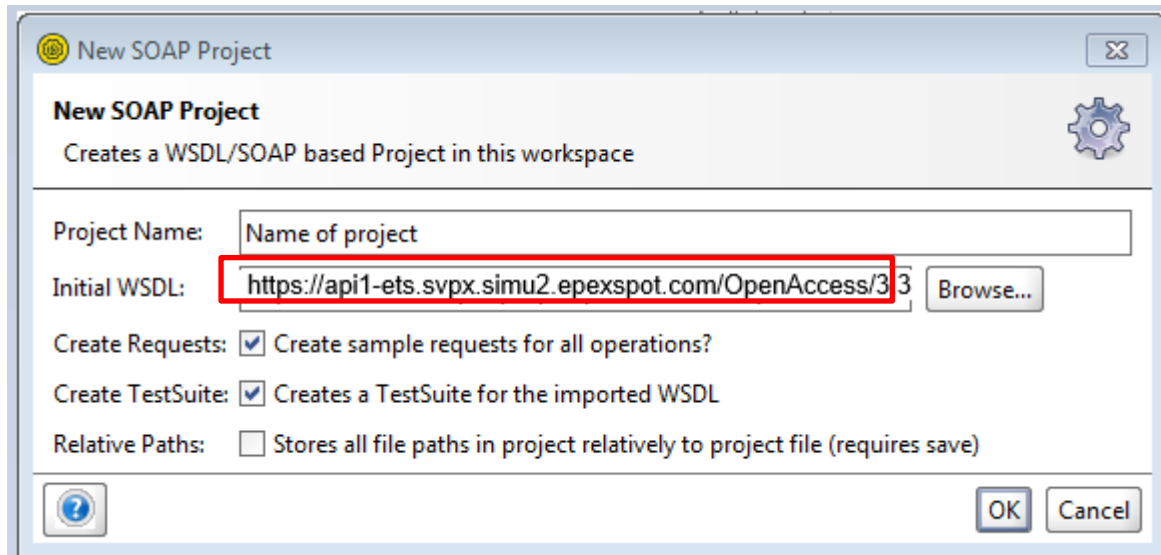 New SOAP Project
New SOAP Project
Creates a WSDL/SOAP based Project in this workspace
Project Name: Name of project
Initial WSDL: https://api1-ets.svpx.simu2.epexspot.com/OpenAccess/3.3 Browse...
Create Requests: Create sample requests for all operations?
Create TestSuite: Creates a TestSuite for the imported WSDL
Relative Paths: Stores all file paths in project relatively to project file (requires save)
? OK Cancel